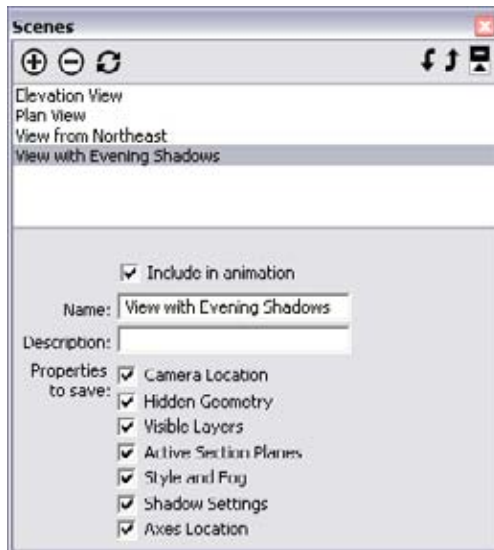 Scenes
Elevation View
Plan View
View from Northeast
View with Evening Shadows
Include in animation
Name: View with Evening Shadows
Description:
Properties to save:
Camera Location
Hidden Geometry
Visible Layers
Active Section Planes
Style and Fog
Shadow Settings
Axes Location